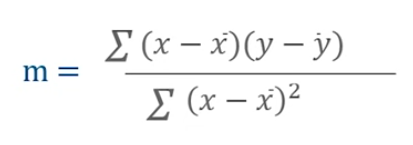 m = ∑ (x − x̄)(y − ȳ) / ∑ (x − x̄)²